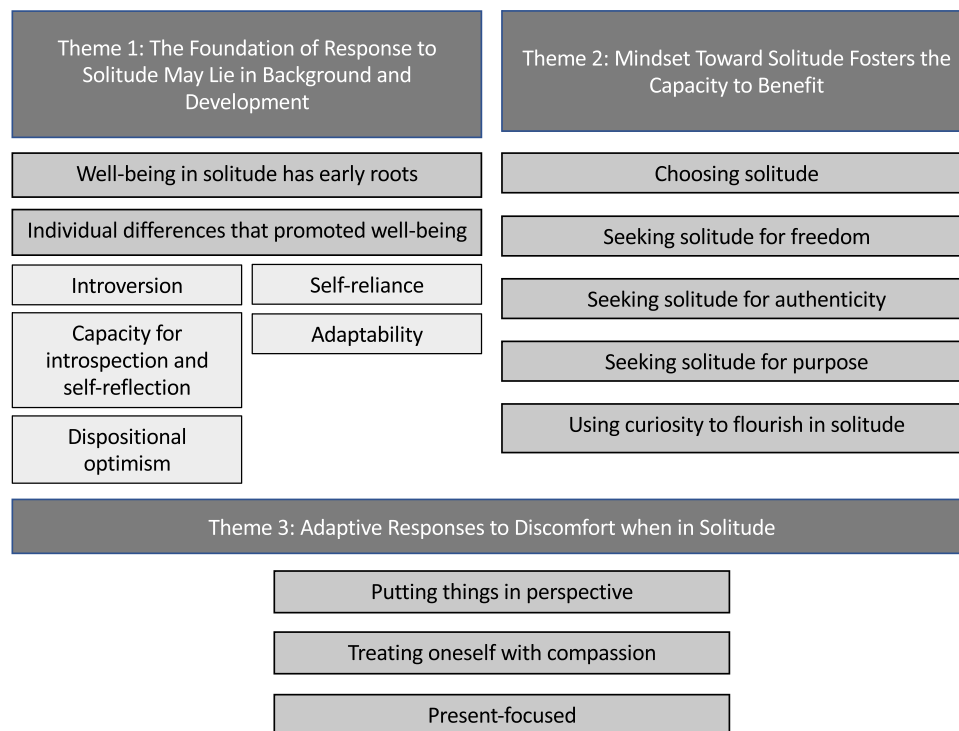 Theme 1: The Foundation of Response to
Solitude May Lie in Background and
Development
Well-being in solitude has early roots
Individual differences that promoted well-being
Introversion
Self-reliance
Capacity for
introspection and
self-reflection
Adaptability
Dispositional
optimism
Theme 2: Mindset Toward Solitude Fosters the
Capacity to Benefit
Choosing solitude
Seeking solitude for freedom
Seeking solitude for authenticity
Seeking solitude for purpose
Using curiosity to flourish in solitude
Theme 3: Adaptive Responses to Discomfort when in Solitude
Putting things in perspective
Treating oneself with compassion
Present-focused